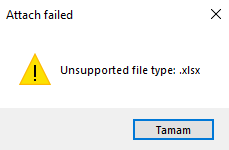 Attach failed
Unsupported file type: .xlsx
Tamam